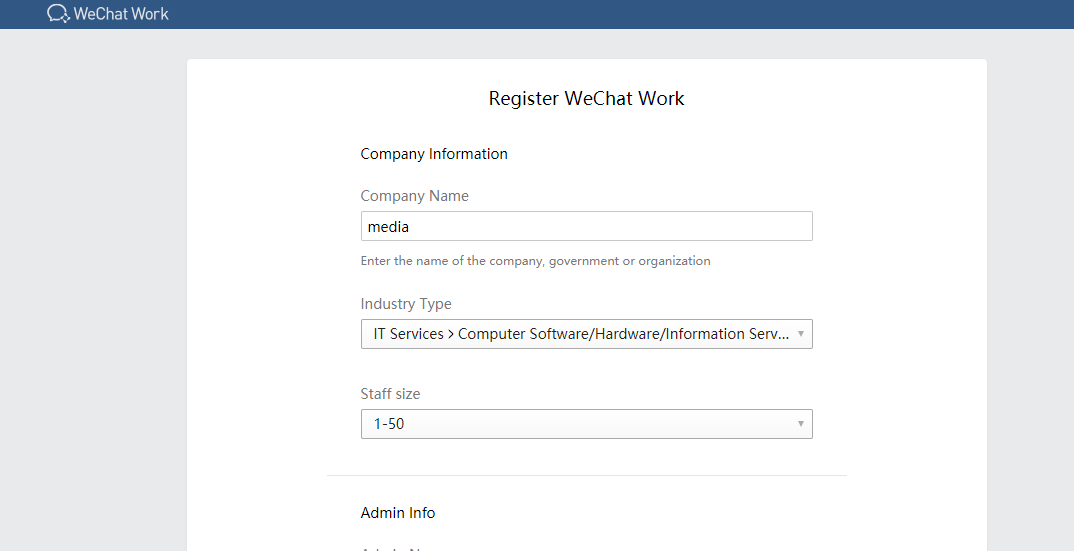 WeChat Work
Register WeChat Work
Company Information
Company Name
media
Enter the name of the company, government or organization
Industry Type
IT Services > Computer Software/Hardware/Information Serv...
Staff size
1-50
Admin Info